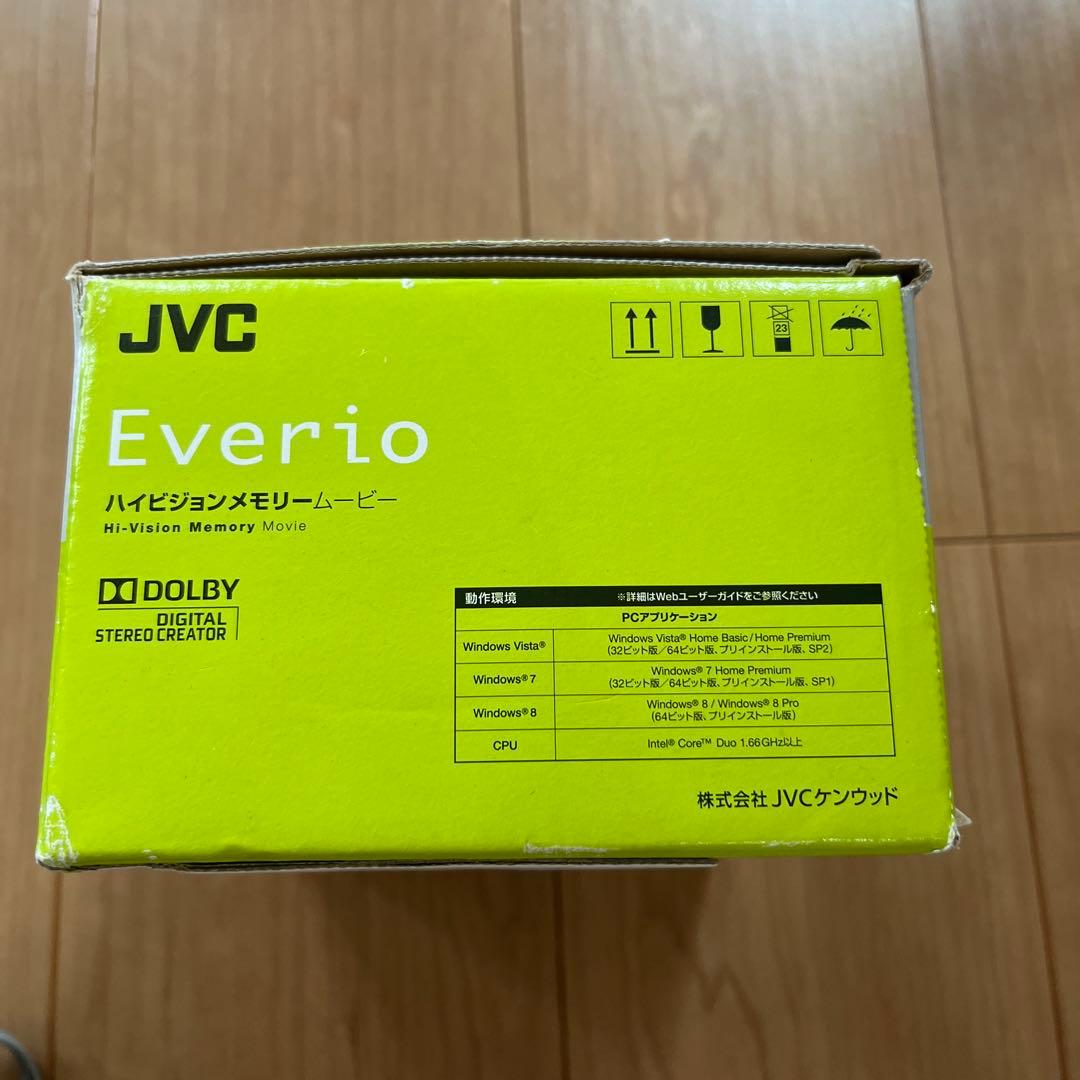 JVC
23
Everio
ハイビジョンメモリームービー
Hi-Vision Memory Movie
DOLBY
DIGITAL
STEREO CREATOR
動作環境 ※詳細はWebユーザーガイドをご参照ください
PCアプリケーション
Windows Vista® Windows Vista® Home Basic/Home Premium
(32ビット版/64ビット版、プリインストール版、SP2)
Windows®7 Windows® 7 Home Premium
(32ビット版/64ビット版、プリインストール版、SP1)
Windows®8 Windows® 8 / Windows® 8 Pro
(64ビット版、プリインストール版)
CPU Intel® Core™ Duo 1.66GHz以上
株式会社 JVCケンウッド